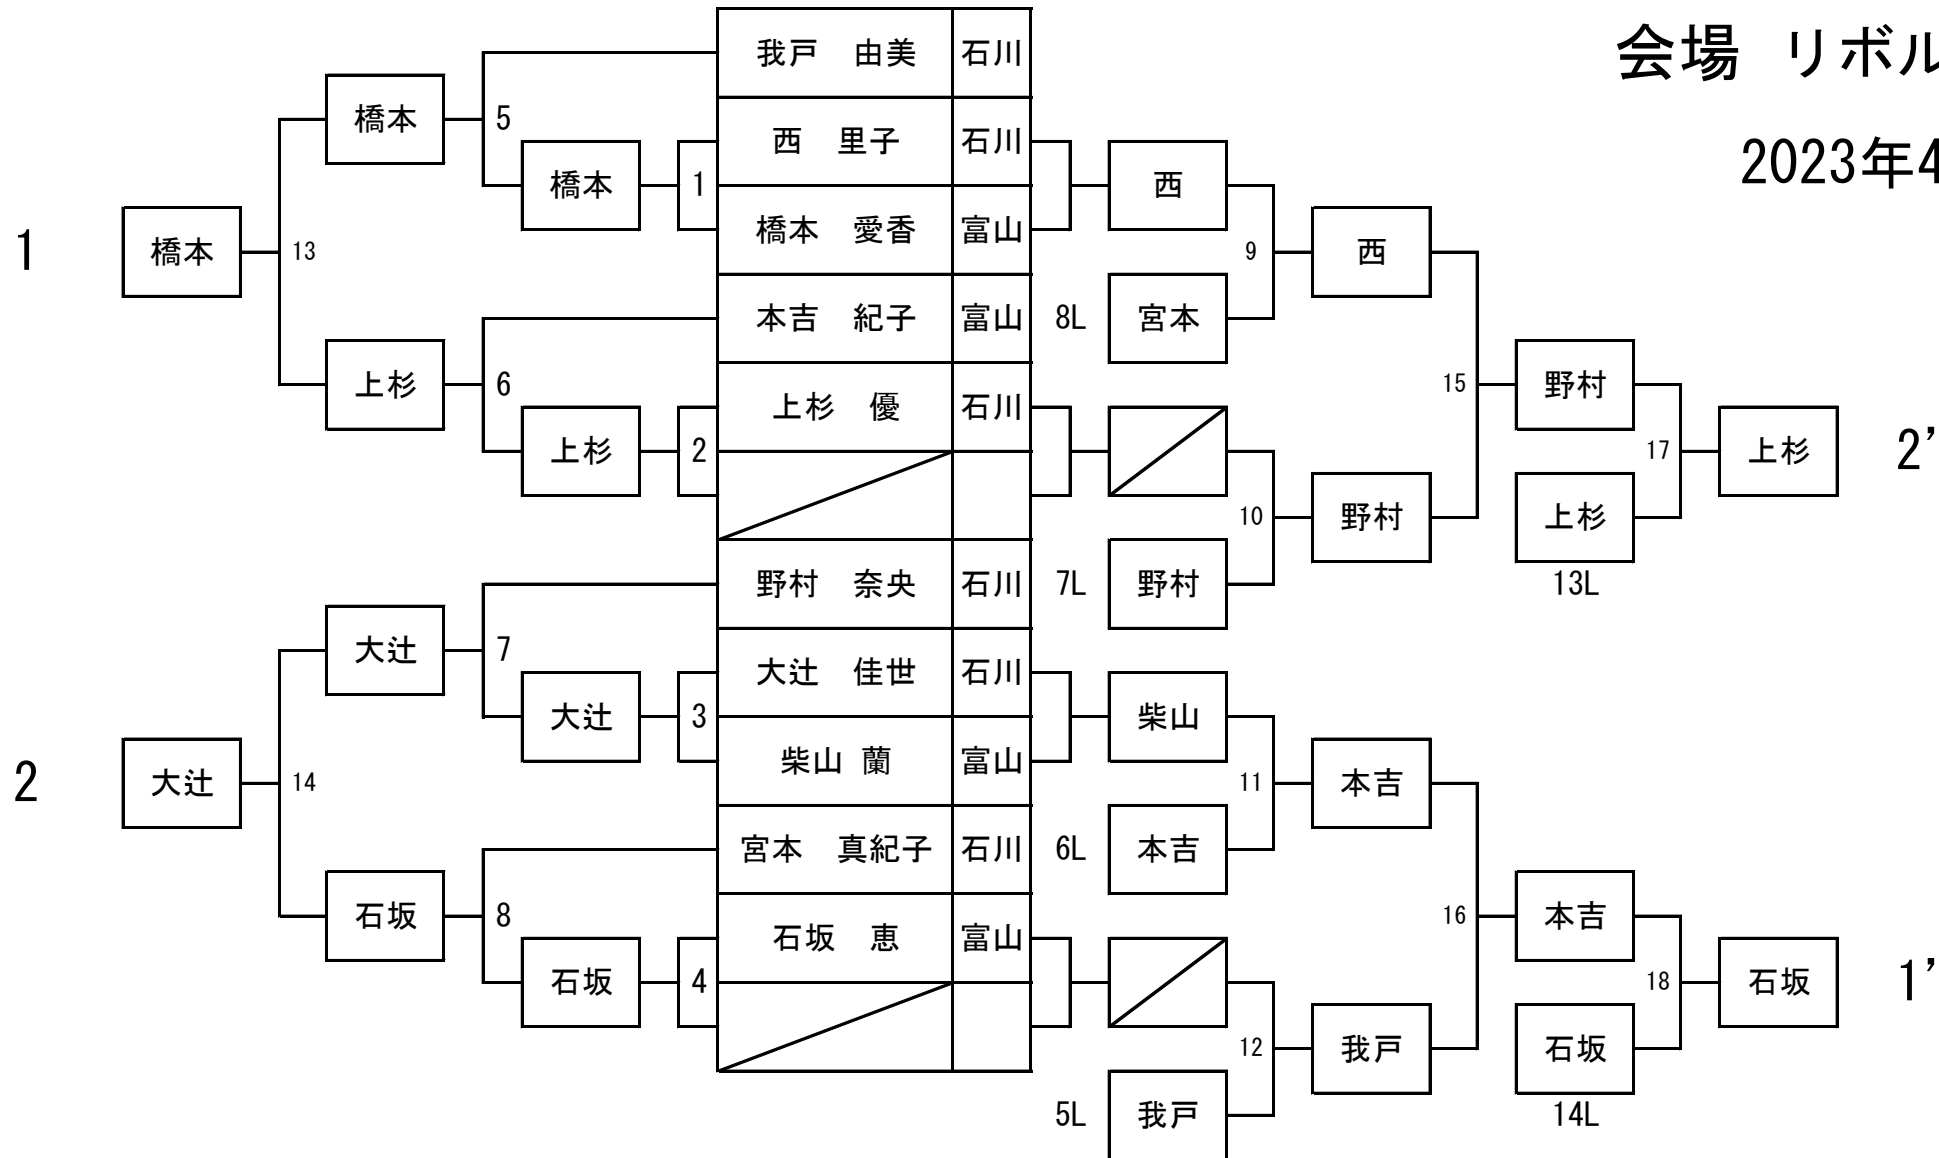 会場　リボル
2023年4
我戸　由美　石川
橋本　5　西　里子　石川
橋本　1　西
1　橋本　13　橋本　愛香　富山　9　西
本吉　紀子　富山　8L　宮本
上杉　6　上杉　優　石川　15　野村
上杉　2　17　上杉　2’
10　野村　上杉
野村　奈央　石川　7L　野村　13L
大辻　7　大辻　佳世　石川
大辻　3　柴山
2　大辻　14　柴山 蘭　富山　11　本吉
宮本　真紀子　石川　6L　本吉
石坂　8　石坂　恵　富山　16　本吉
石坂　4　18　石坂　1’
12　我戸　石坂
5L　我戸　14L